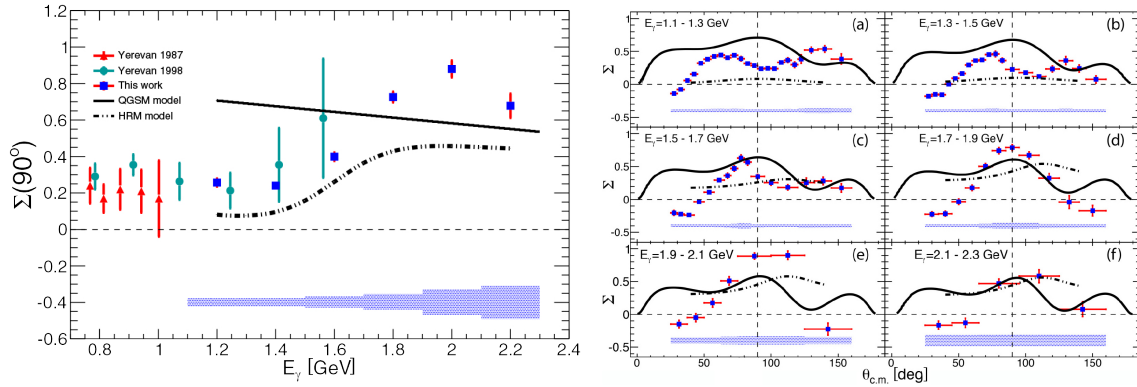 Σ(90°)
1.2
1
0.8
0.6
0.4
0.2
0
-0.2
-0.4
-0.6
Yerevan 1987
Yerevan 1998
This work
QGSM model
HRM model
0.8 1 1.2 1.4 1.6 1.8 2 2.2 2.4
Eγ [GeV]
Eγ=1.1 - 1.3 GeV (a)
Eγ=1.3 - 1.5 GeV (b)
Σ
1
0.5
0
-0.5
Eγ=1.5 - 1.7 GeV (c)
Eγ=1.7 - 1.9 GeV (d)
Σ
1
0.5
0
-0.5
Eγ=1.9 - 2.1 GeV (e)
Eγ=2.1 - 2.3 GeV (f)
Σ
1
0.5
0
-0.5
0 50 100 150 0 50 100 150
θc.m. [deg]